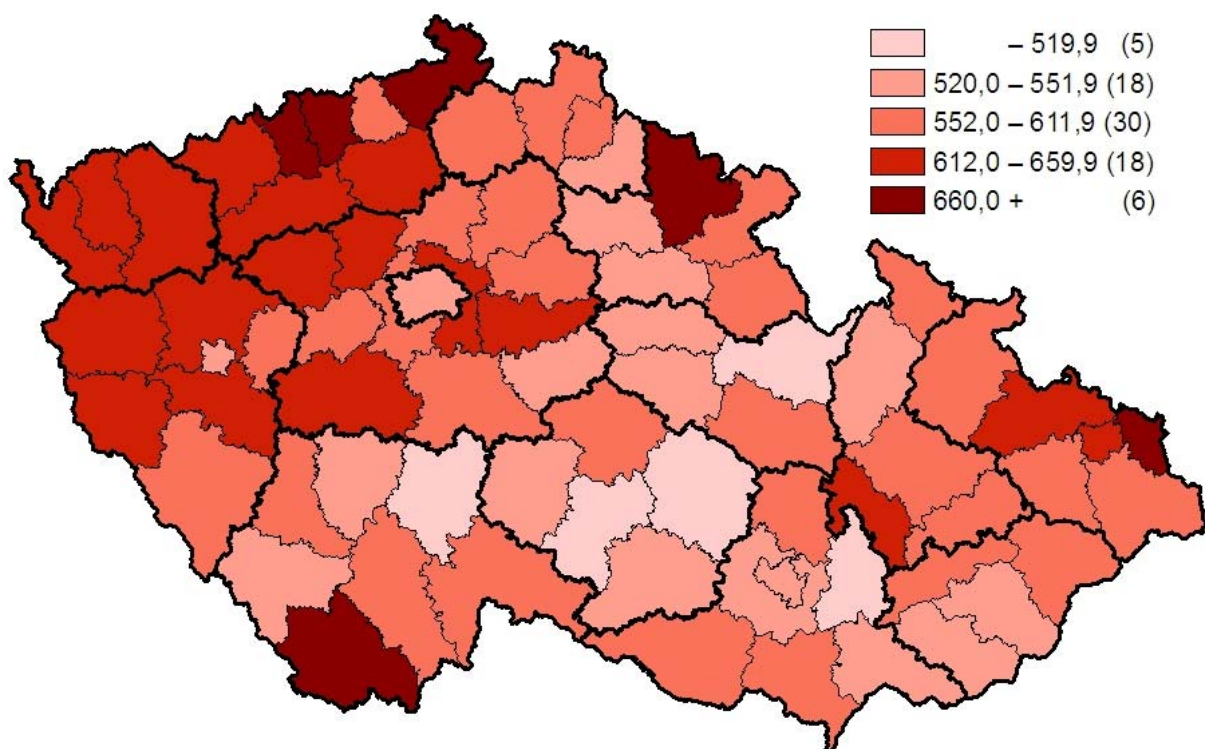 – 519,9 (5)
520,0 – 551,9 (18)
552,0 – 611,9 (30)
612,0 – 659,9 (18)
660,0 + (6)